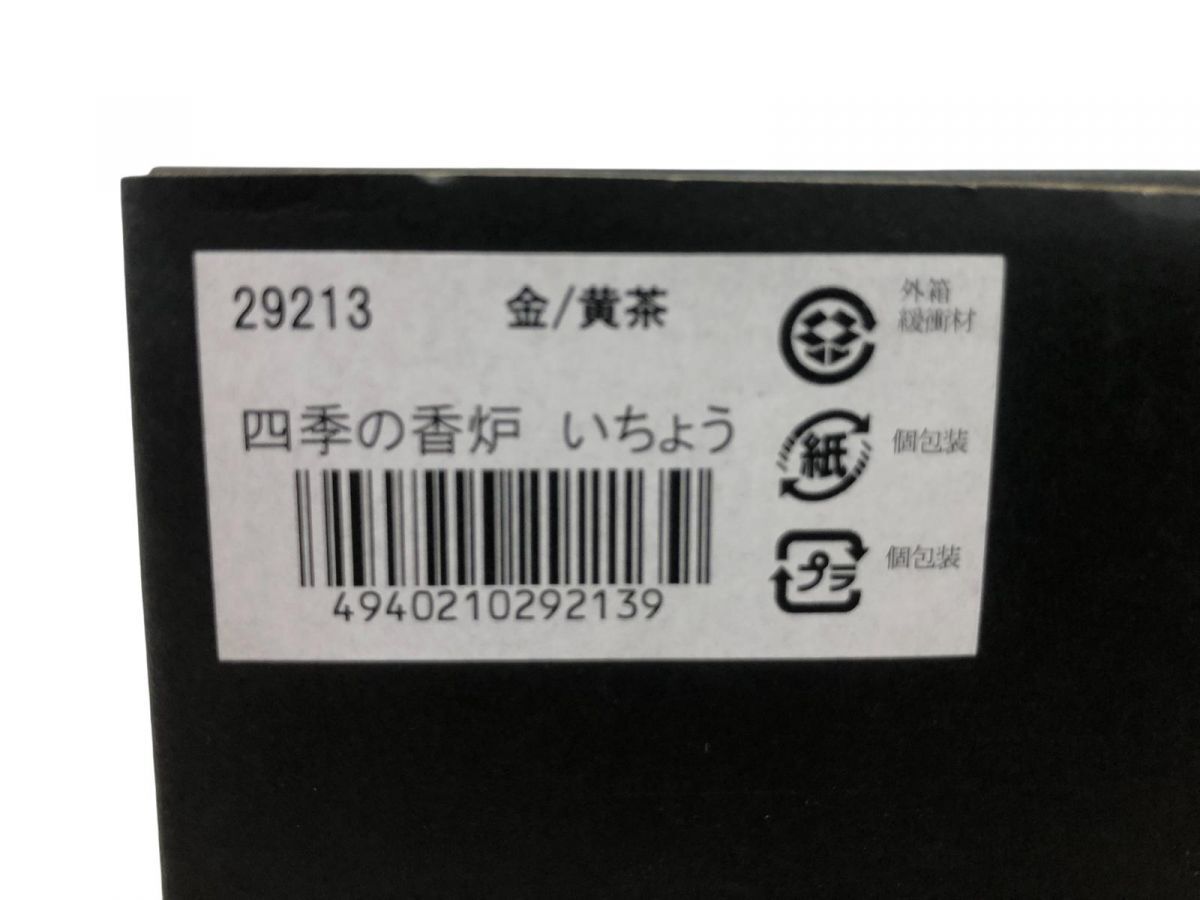 29213 金/黄茶
四季の香炉 いちょう
4940210292139
外箱
緩衝材
紙
個包装
プラ
個包装